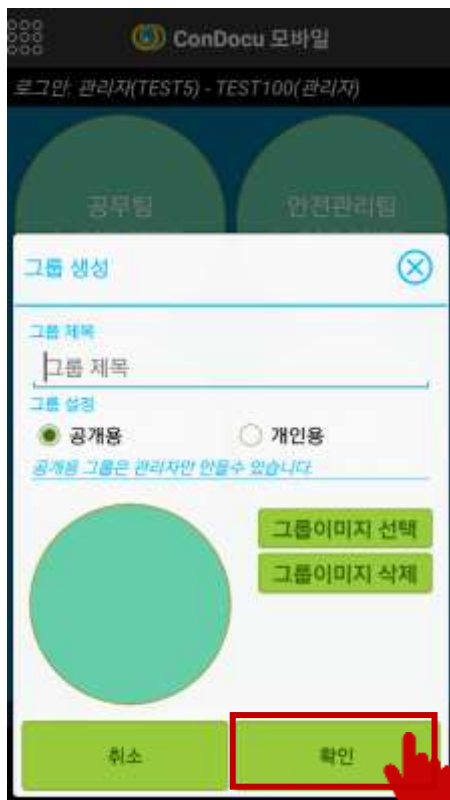 ConDocu 모바일
로그인: 관리자(TEST5) - TEST100(관리자)
공무팀
안전관리팀
그룹 생성
그룹 제목
그룹 제목
그룹 설정
공개용
개인용
공개용 그룹은 관리자만 만들수 있습니다.
그룹이미지 선택
그룹이미지 삭제
취소
확인